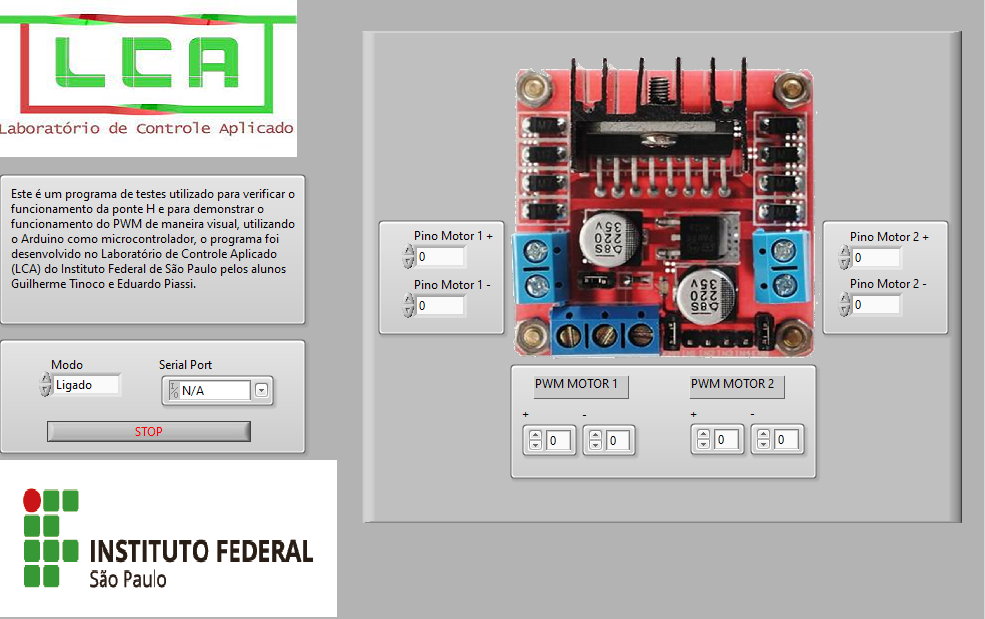 LCA
Laboratório de Controle Aplicado
Este é um programa de testes utilizado para verificar o
funcionamento da ponte H e para demonstrar o
funcionamento do PWM de maneira visual, utilizando
o Arduino como microcontrolador, o programa foi
desenvolvido no Laboratório de Controle Aplicado
(LCA) do Instituto Federal de São Paulo pelos alunos
Guilherme Tinoco e Eduardo Piassi.
Modo
Ligado
Serial Port
N/A
STOP
INSTITUTO FEDERAL
São Paulo
Pino Motor 1 +
0
Pino Motor 1 -
0
Pino Motor 2 +
0
Pino Motor 2 -
0
220
35V
220
35V
PWM MOTOR 1
+ -
0 0
PWM MOTOR 2
+ -
0 0